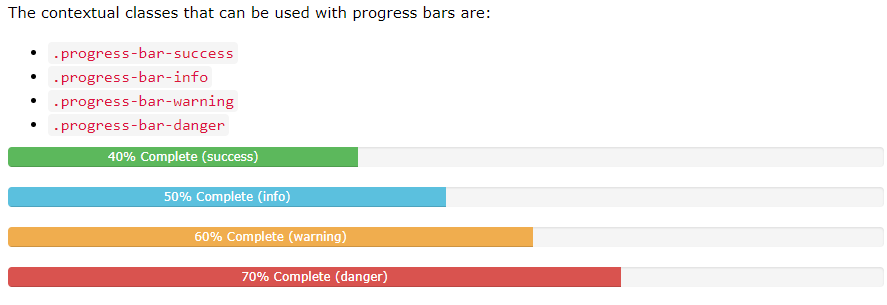 The contextual classes that can be used with progress bars are:
.progress-bar-success
.progress-bar-info
.progress-bar-warning
.progress-bar-danger
40% Complete (success)
50% Complete (info)
60% Complete (warning)
70% Complete (danger)